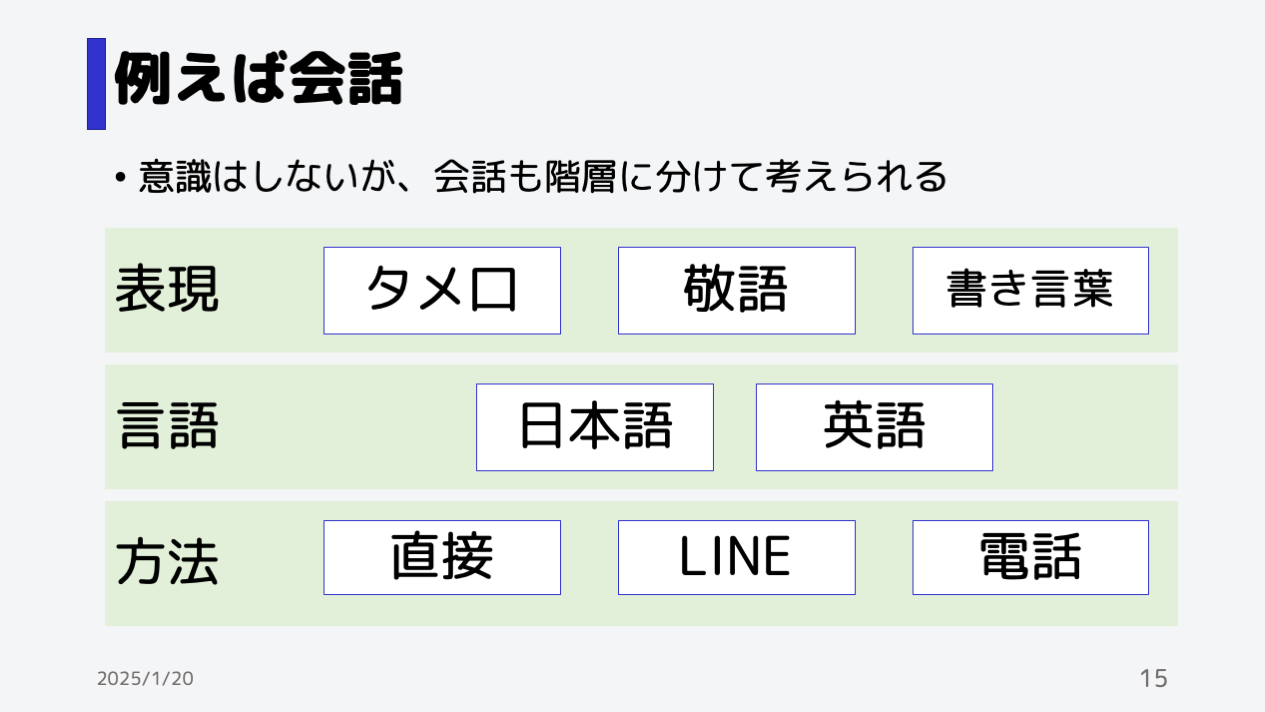 例えば会話
• 意識はしないが、会話も階層に分けて考えられる
表現 タメ口 敬語 書き言葉
言語 日本語 英語
方法 直接 LINE 電話
2025/1/20 15